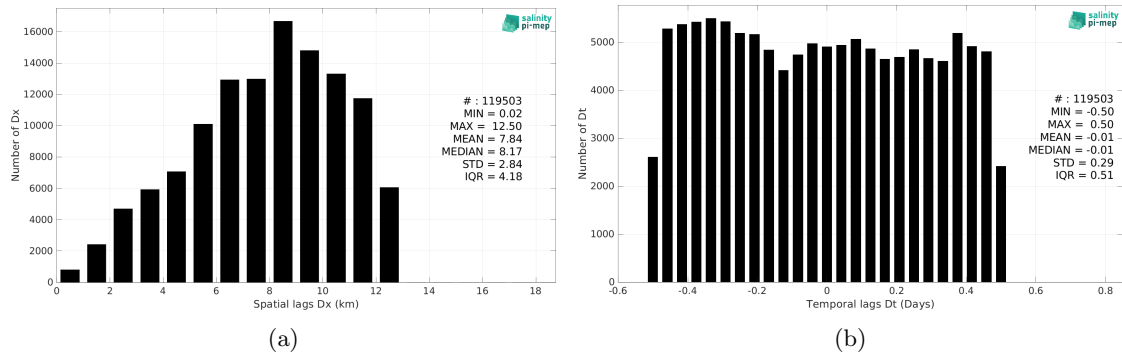 16000
14000
12000
10000
8000
6000
4000
2000
0
0 2 4 6 8 10 12 14 16 18
Number of Dx
Spatial lags Dx (km)
salinity
pi-mep
# : 119503
MIN = 0.02
MAX = 12.50
MEAN = 7.84
MEDIAN = 8.17
STD = 2.84
IQR = 4.18
(a)
5000
4000
3000
2000
1000
0
-0.6 -0.4 -0.2 0 0.2 0.4 0.6 0.8
Number of Dt
Temporal lags Dt (Days)
salinity
pi-mep
# : 119503
MIN = -0.50
MAX = 0.50
MEAN = -0.01
MEDIAN = -0.01
STD = 0.29
IQR = 0.51
(b)